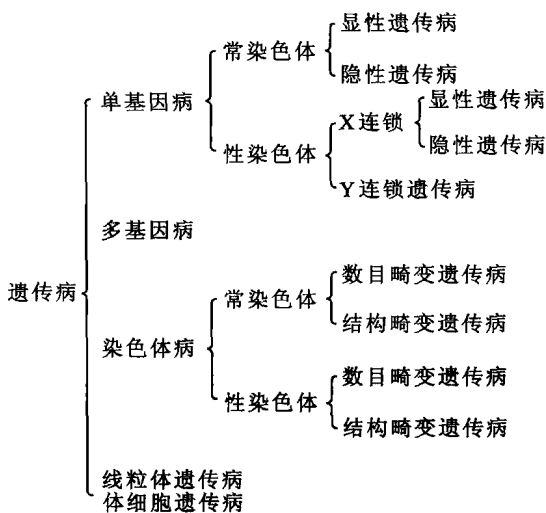 遗传病
单基因病
常染色体
显性遗传病
隐性遗传病
性染色体
X连锁
显性遗传病
隐性遗传病
Y连锁遗传病
多基因病
染色体病
常染色体
数目畸变遗传病
结构畸变遗传病
性染色体
数目畸变遗传病
结构畸变遗传病
线粒体遗传病
体细胞遗传病